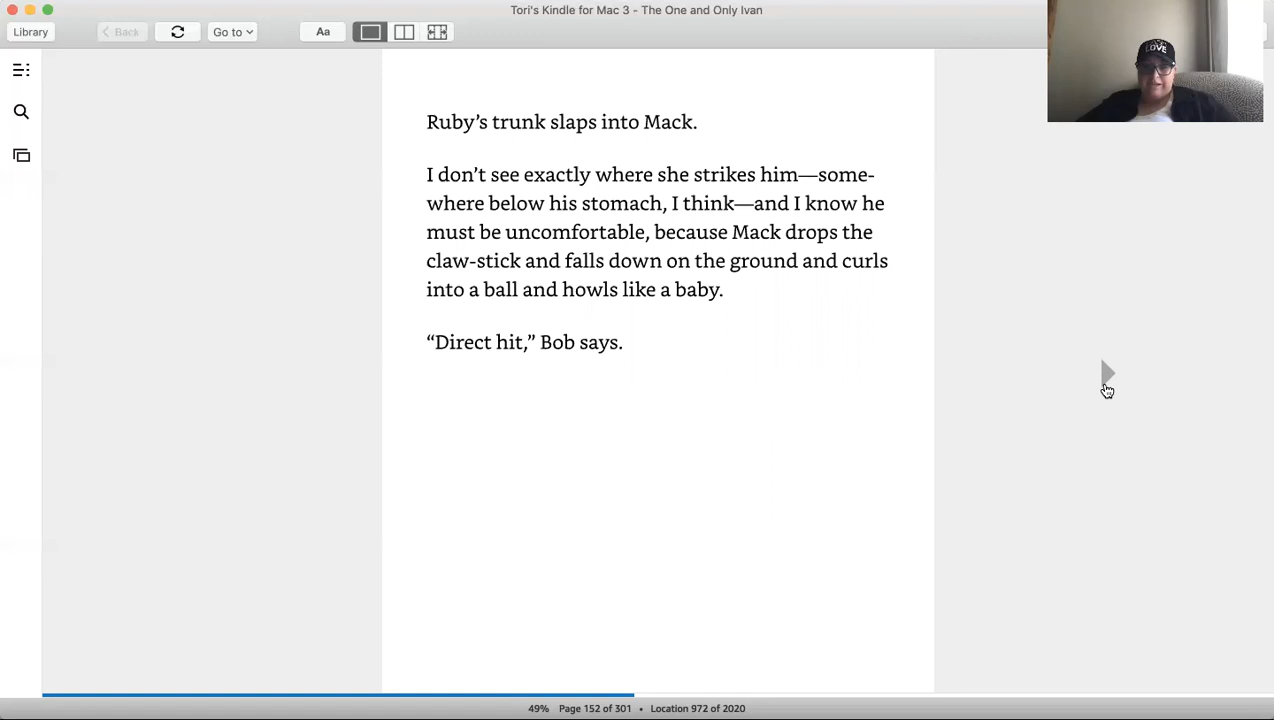 Tori's Kindle for Mac 3 - The One and Only Ivan
Library
Back
Go to
Aa
LOVE
Ruby’s trunk slaps into Mack.
I don’t see exactly where she strikes him—some-
where below his stomach, I think—and I know he
must be uncomfortable, because Mack drops the
claw-stick and falls down on the ground and curls
into a ball and howls like a baby.
“Direct hit,” Bob says.
49% Page 152 of 301 • Location 972 of 2020